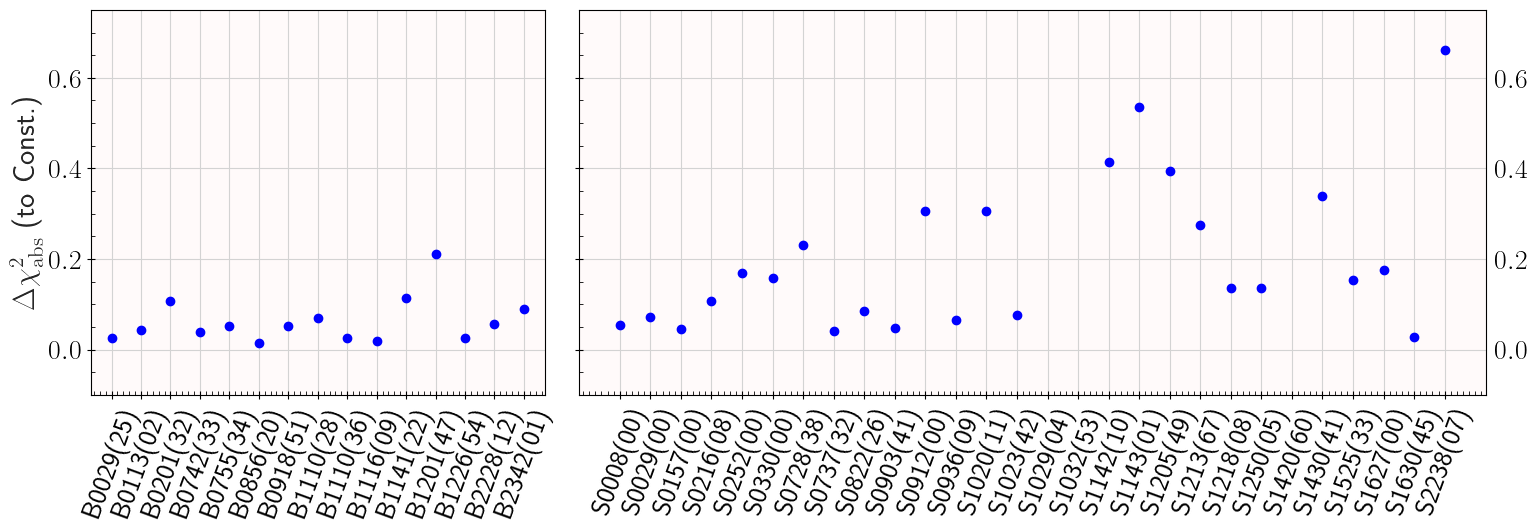 Δχ²abs (to Const.)
0.6
0.4
0.2
0.0
0.6
0.4
0.2
0.0
B0029(25)
B0113(02)
B0201(32)
B0742(33)
B0755(34)
B0856(20)
B0918(51)
B1110(28)
B1110(36)
B1116(09)
B1141(22)
B1201(47)
B1226(54)
B2228(12)
B2342(01)
S0008(00)
S0029(00)
S0157(00)
S0216(08)
S0252(00)
S0330(00)
S0728(38)
S0737(32)
S0822(26)
S0903(41)
S0912(00)
S0936(09)
S1020(11)
S1023(42)
S1029(04)
S1032(53)
S1142(10)
S1143(01)
S1205(49)
S1213(67)
S1218(08)
S1250(05)
S1420(60)
S1430(41)
S1525(33)
S1627(00)
S1630(45)
S2238(07)